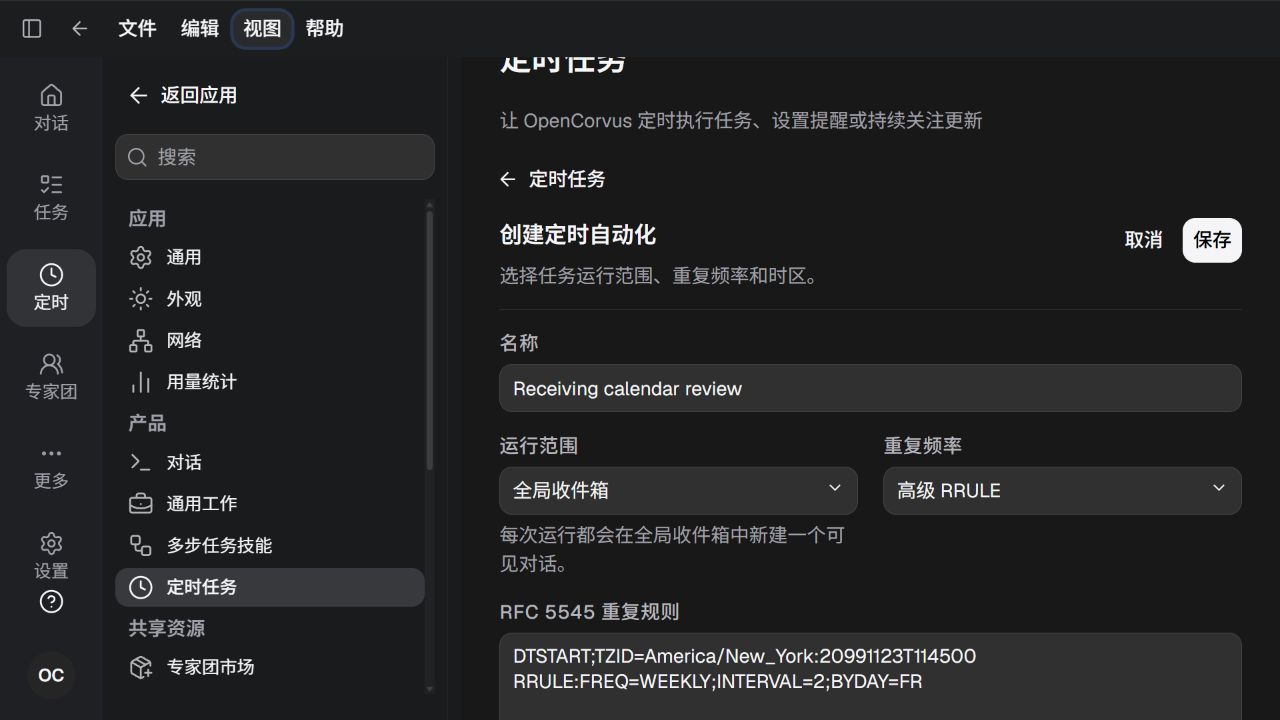 文件 编辑 视图 帮助
对话
任务
定时
专家团
更多
设置
OC
返回应用
搜索
应用
通用
外观
网络
用量统计
产品
对话
通用工作
多步任务技能
定时任务
共享资源
专家团市场
定时任务
让 OpenCorvus 定时执行任务、设置提醒或持续关注更新
定时任务
创建定时自动化
取消 保存
选择任务运行范围、重复频率和时区。
名称
Receiving calendar review
运行范围 重复频率
全局收件箱 高级 RRULE
每次运行都会在全局收件箱中新建一个可
见对话。
RFC 5545 重复规则
DTSTART;TZID=America/New_York:20991123T114500
RRULE:FREQ=WEEKLY;INTERVAL=2;BYDAY=FR